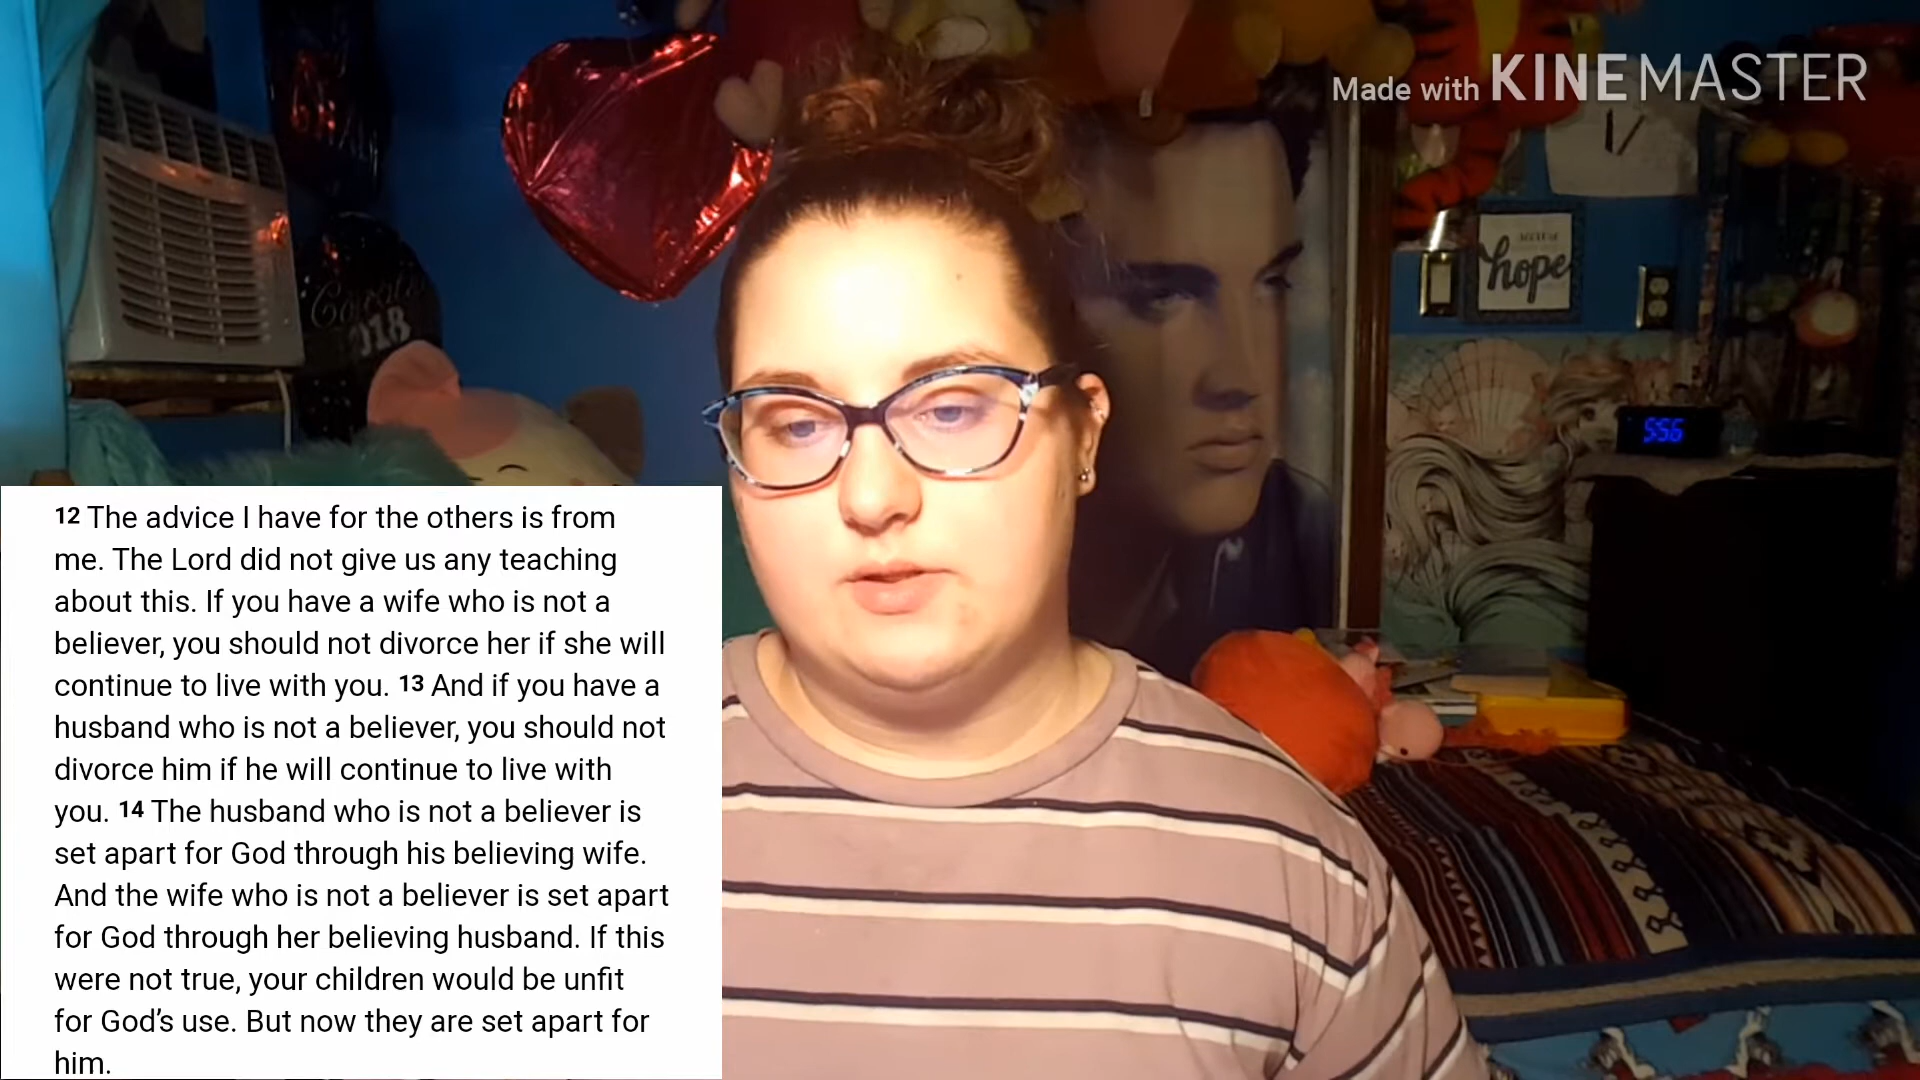 Made with KINEMASTER
hope
018
5:56
12 The advice I have for the others is from
me. The Lord did not give us any teaching
about this. If you have a wife who is not a
believer, you should not divorce her if she will
continue to live with you. 13 And if you have a
husband who is not a believer, you should not
divorce him if he will continue to live with
you. 14 The husband who is not a believer is
set apart for God through his believing wife.
And the wife who is not a believer is set apart
for God through her believing husband. If this
were not true, your children would be unfit
for God’s use. But now they are set apart for
him.